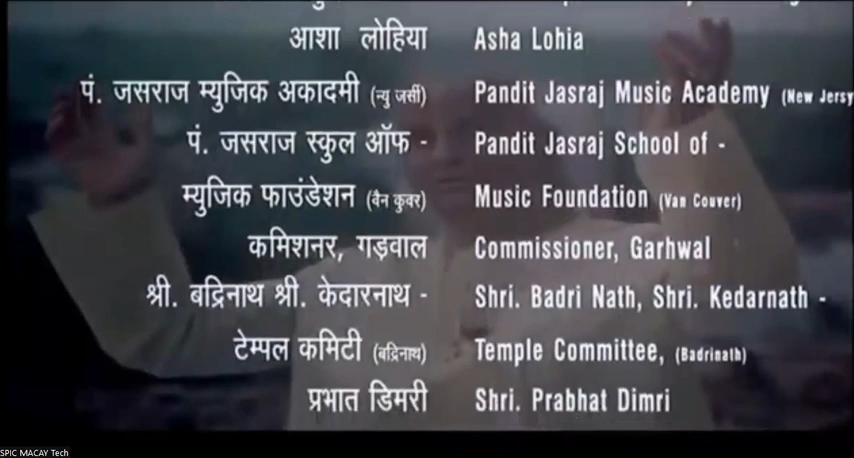 आशा लोहिया Asha Lohia
पं. जसराज म्युजिक अकादमी (न्यु जर्सी) Pandit Jasraj Music Academy (New Jersy
पं. जसराज स्कुल ऑफ - Pandit Jasraj School of -
म्युजिक फाउंडेशन (वैन कुवर) Music Foundation (Van Couver)
कमिशनर, गड़वाल Commissioner, Garhwal
श्री. बद्रिनाथ श्री. केदारनाथ - Shri. Badri Nath, Shri. Kedarnath -
टेम्पल कमिटी (बद्रिनाथ) Temple Committee, (Badrinath)
प्रभात डिमरी Shri. Prabhat Dimri
SPIC MACAY Tech